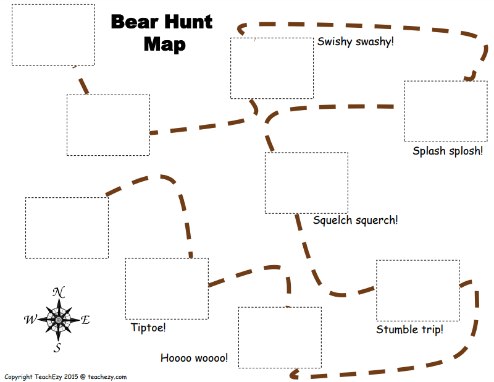 Bear Hunt
Map
Swishy swashy!
Splash splosh!
Squelch squerch!
Stumble trip!
Hoooo woooo!
Tiptoe!
N
W E
S
Copyright TeachEzy 2015 @ teachezy.com